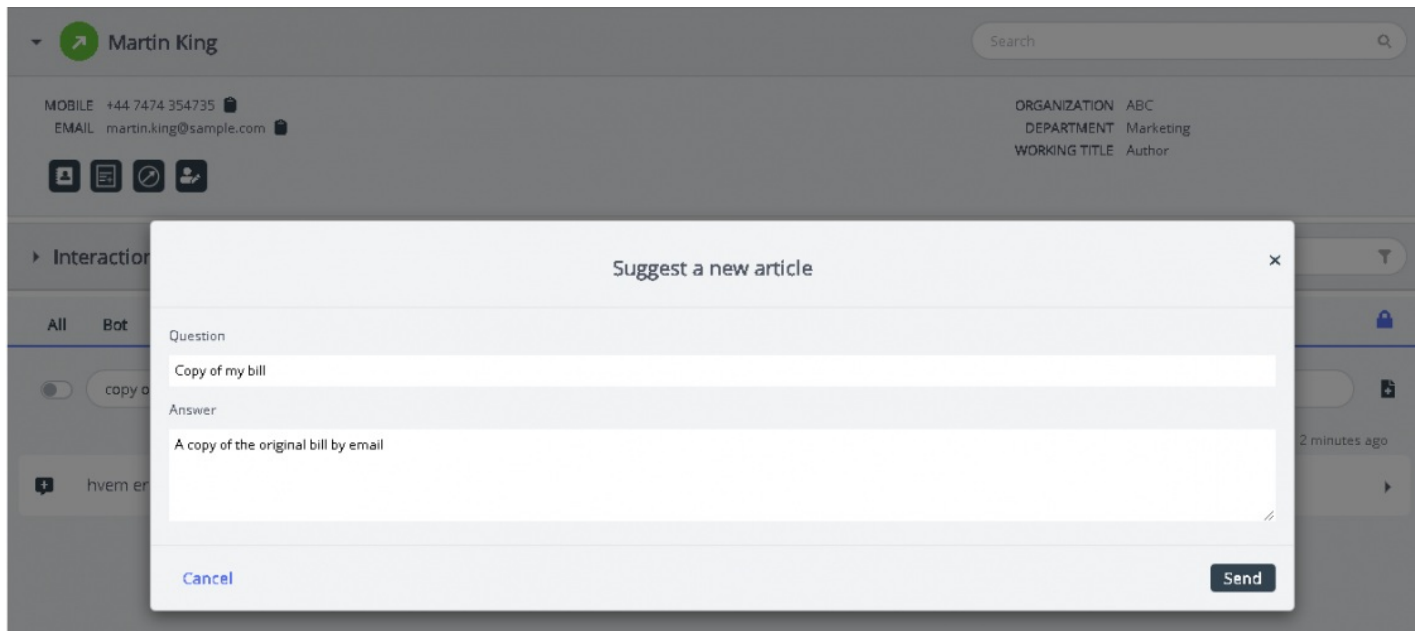 Martin King
Search
MOBILE +44 7474 354735
EMAIL martin.king@sample.com
ORGANIZATION ABC
DEPARTMENT Marketing
WORKING TITLE Author
Interaction
Suggest a new article
×
All Bot
Question
Copy of my bill
copy o
Answer
A copy of the original bill by email
2 minutes ago
hvem er
Cancel
Send